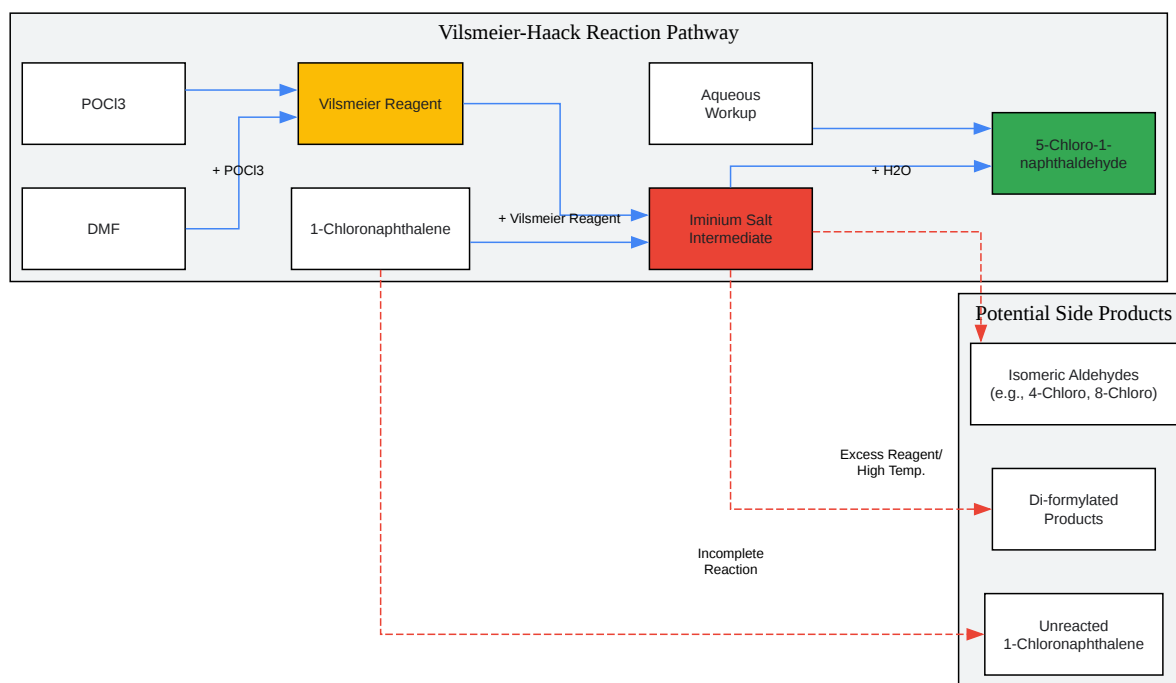 Vilsmeier-Haack Reaction Pathway
POCl3
Vilsmeier Reagent
Aqueous
Workup
5-Chloro-1-
naphthaldehyde
+ POCl3
+ H2O
DMF
1-Chloronaphthalene
+ Vilsmeier Reagent
Iminium Salt
Intermediate
Potential Side Products
Isomeric Aldehydes
(e.g., 4-Chloro, 8-Chloro)
Excess Reagent/
High Temp.
Di-formylated
Products
Incomplete
Reaction
Unreacted
1-Chloronaphthalene